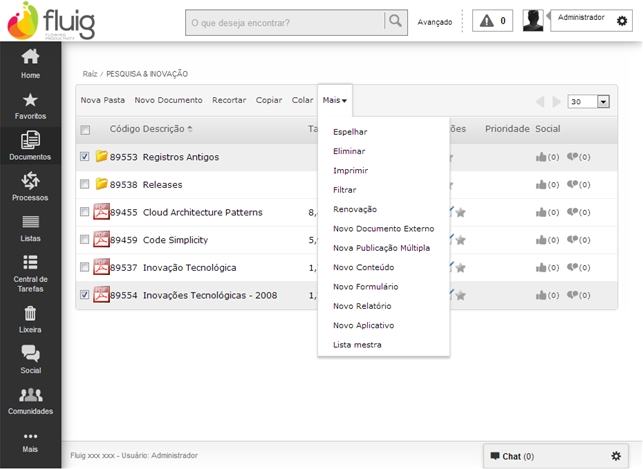 fluig
O que deseja encontrar?
Avançado
0
Administrador
Home
Favoritos
Documentos
Processos
Listas
Central de
Tarefas
Lixeira
Social
Comunidades
Mais
Raíz / PESQUISA & INOVAÇÃO
Nova Pasta Novo Documento Recortar Copiar Colar Mais
30
Código Descrição Ta ões Prioridade Social
89553 Registros Antigos (0) (0)
89538 Releases (0) (0)
89455 Cloud Architecture Patterns 8, (0) (0)
89459 Code Simplicity 5, (0) (0)
89537 Inovação Tecnológica 1, (0) (0)
89554 Inovações Tecnológicas - 2008 1, (0) (0)
Espelhar
Eliminar
Imprimir
Filtrar
Renovação
Novo Documento Externo
Nova Publicação Múltipla
Novo Conteúdo
Novo Formulário
Novo Relatório
Novo Aplicativo
Lista mestra
Fluig xxx xxx - Usuário: Administrador
Chat (0)